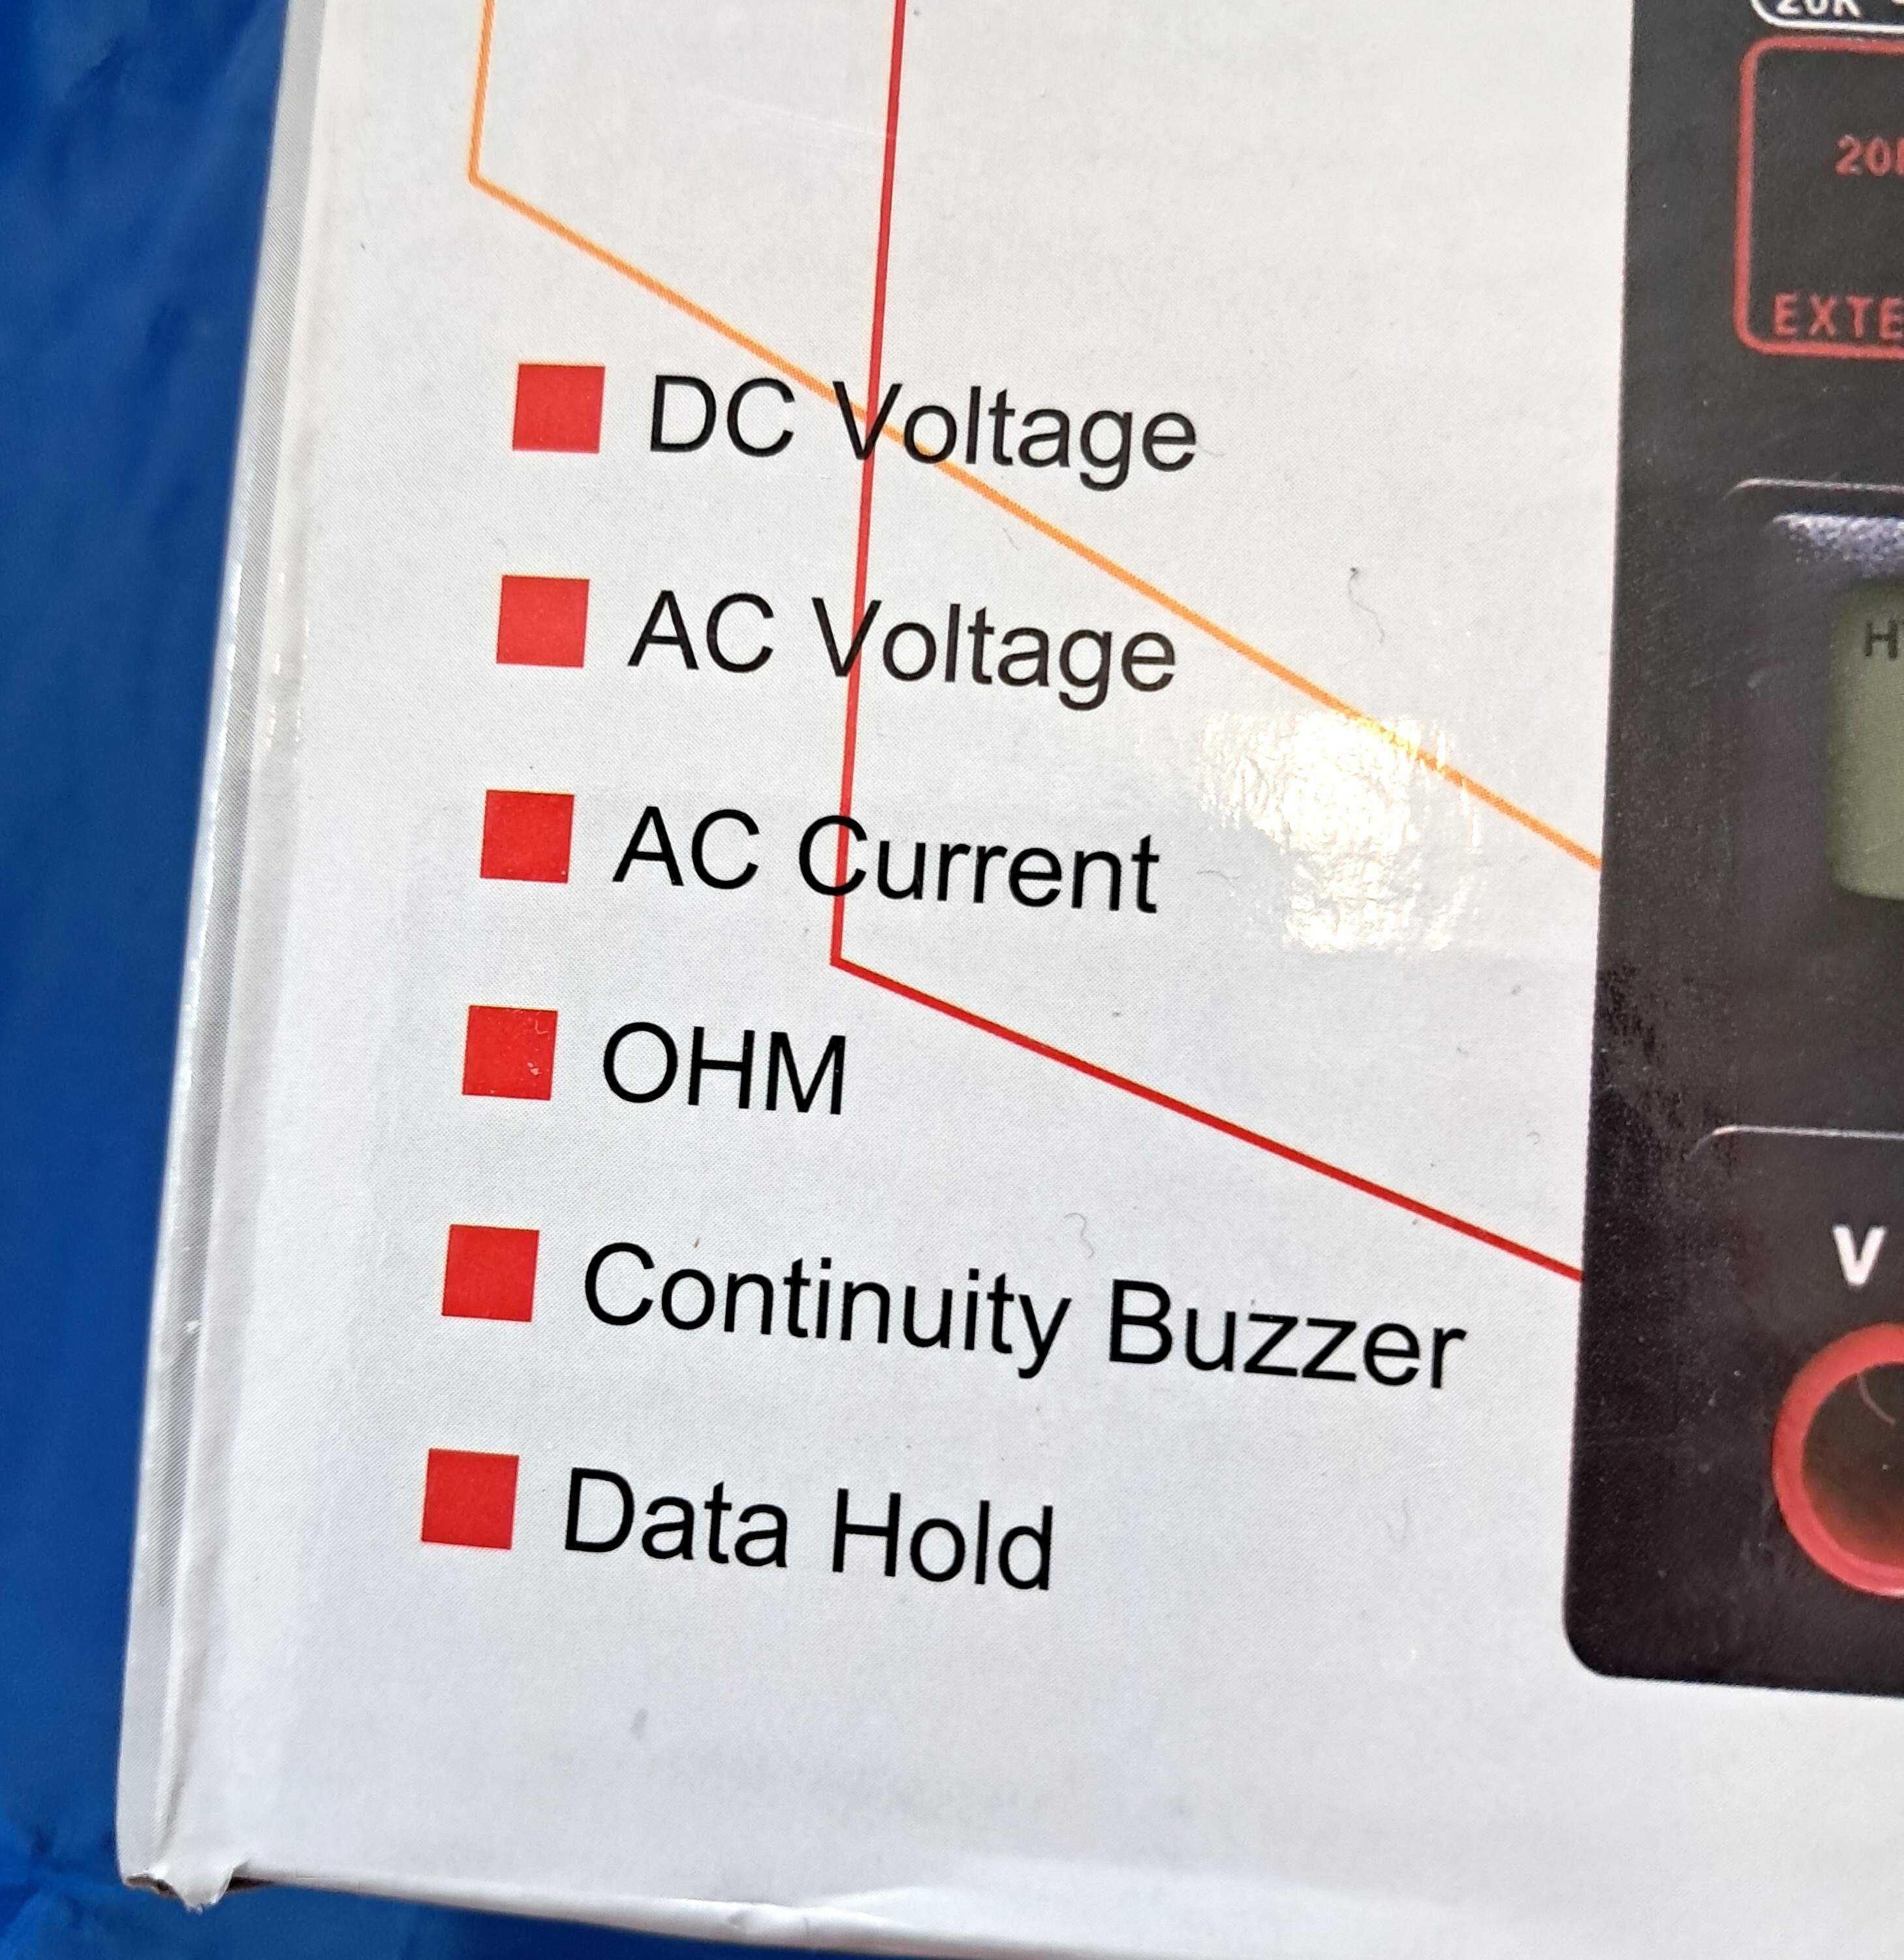 DC Voltage
AC Voltage
AC Current
OHM
Continuity Buzzer
Data Hold
V